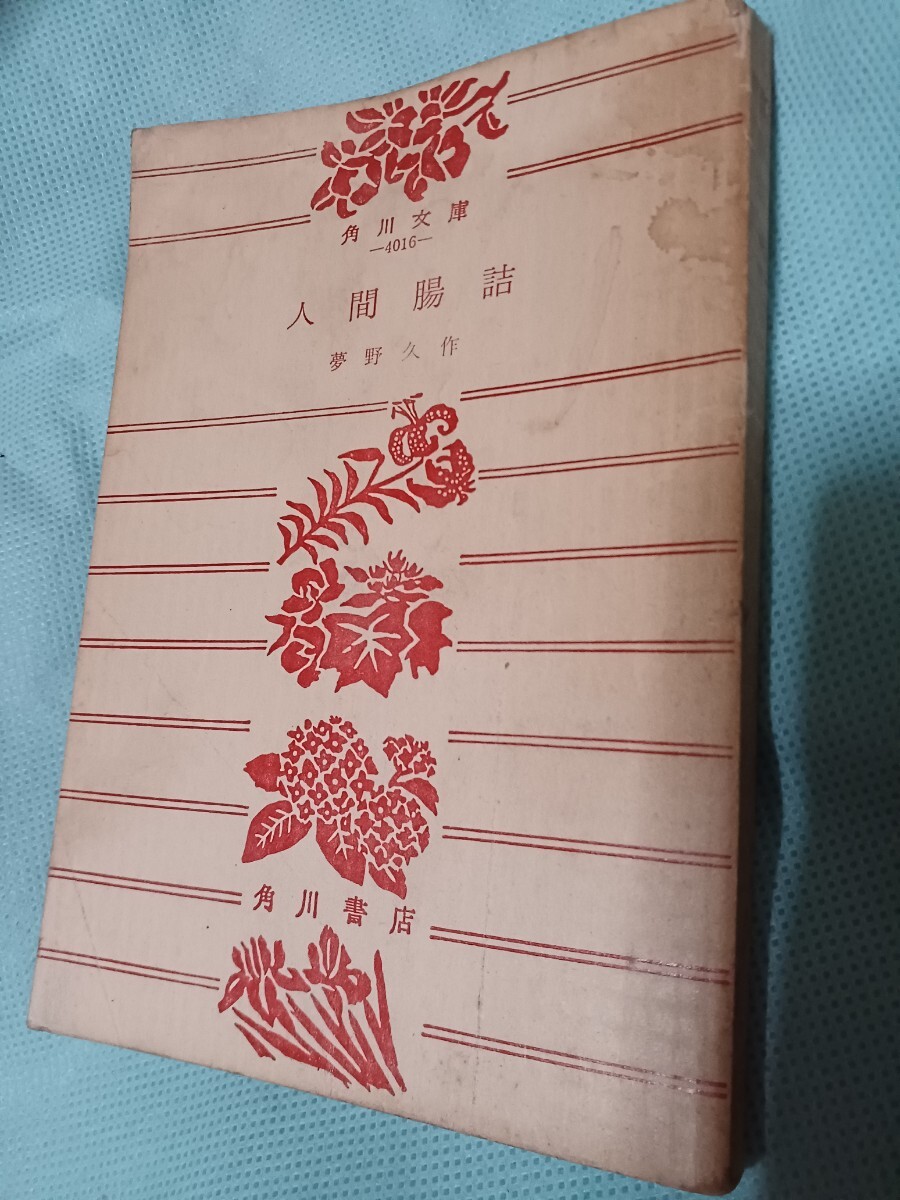 角川文庫
—4016—
人間腸詰
夢野久作
角川書店